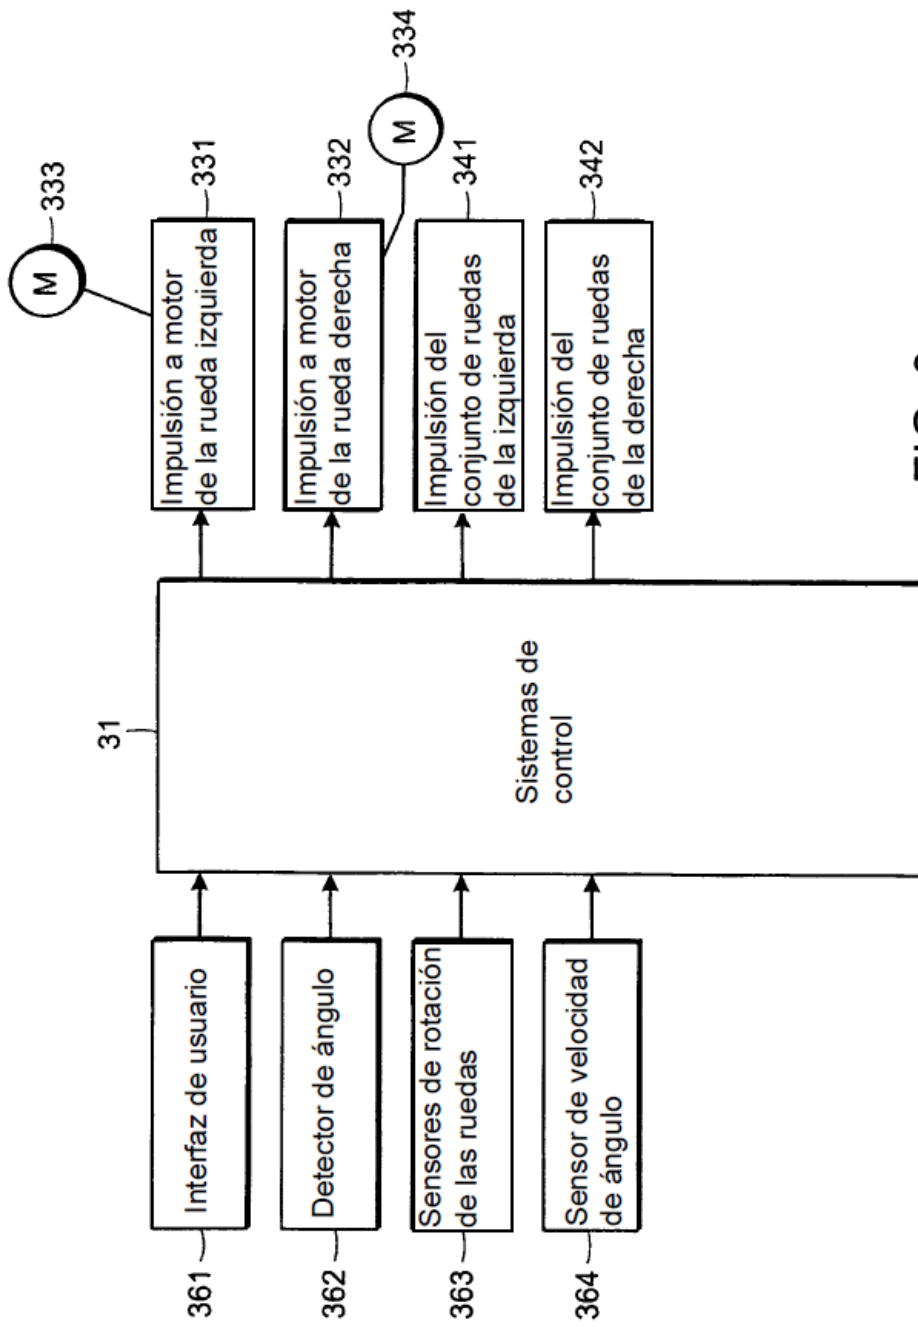 333
M
334
M
331
Impulsión a motor
de la rueda izquierda
332
Impulsión a motor
de la rueda derecha
341
Impulsión del
conjunto de ruedas
de la izquierda
342
Impulsión del
conjunto de ruedas
de la derecha
31
Sistemas de
control
361
Interfaz de usuario
362
Detector de ángulo
363
Sensores de rotación
de las ruedas
364
Sensor de velocidad
de ángulo
FIG.